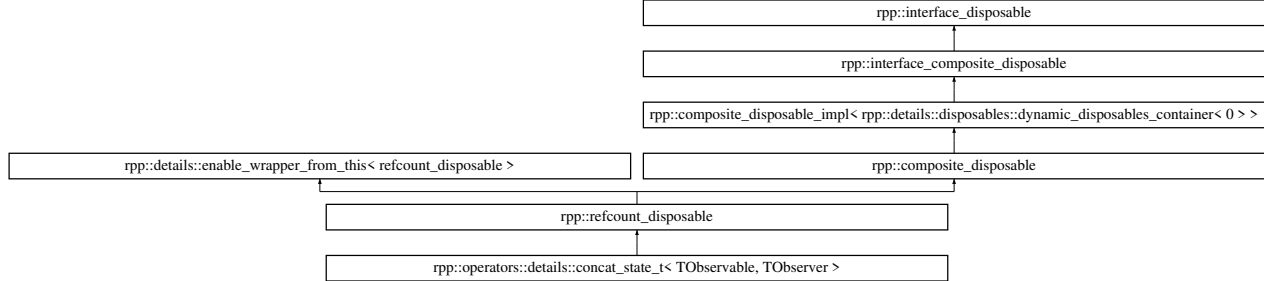 rpp::interface_disposable
rpp::interface_composite_disposable
rpp::composite_disposable_impl< rpp::details::disposables::dynamic_disposables_container< 0 > >
rpp::details::enable_wrapper_from_this< refcount_disposable >
rpp::composite_disposable
rpp::refcount_disposable
rpp::operators::details::concat_state_t< TObservable, TObserver >